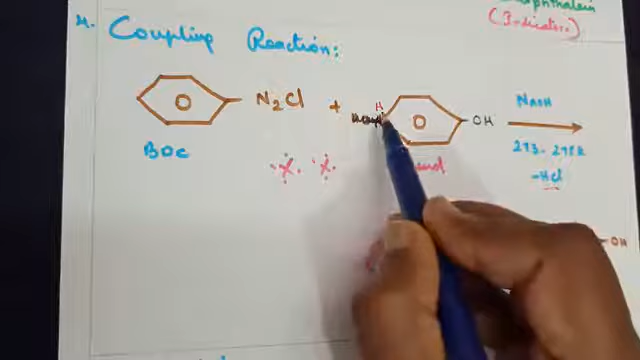 4. Coupling Reaction:
N2Cl + H OH
NaOH
273-278K
-HCl
BDC
OH